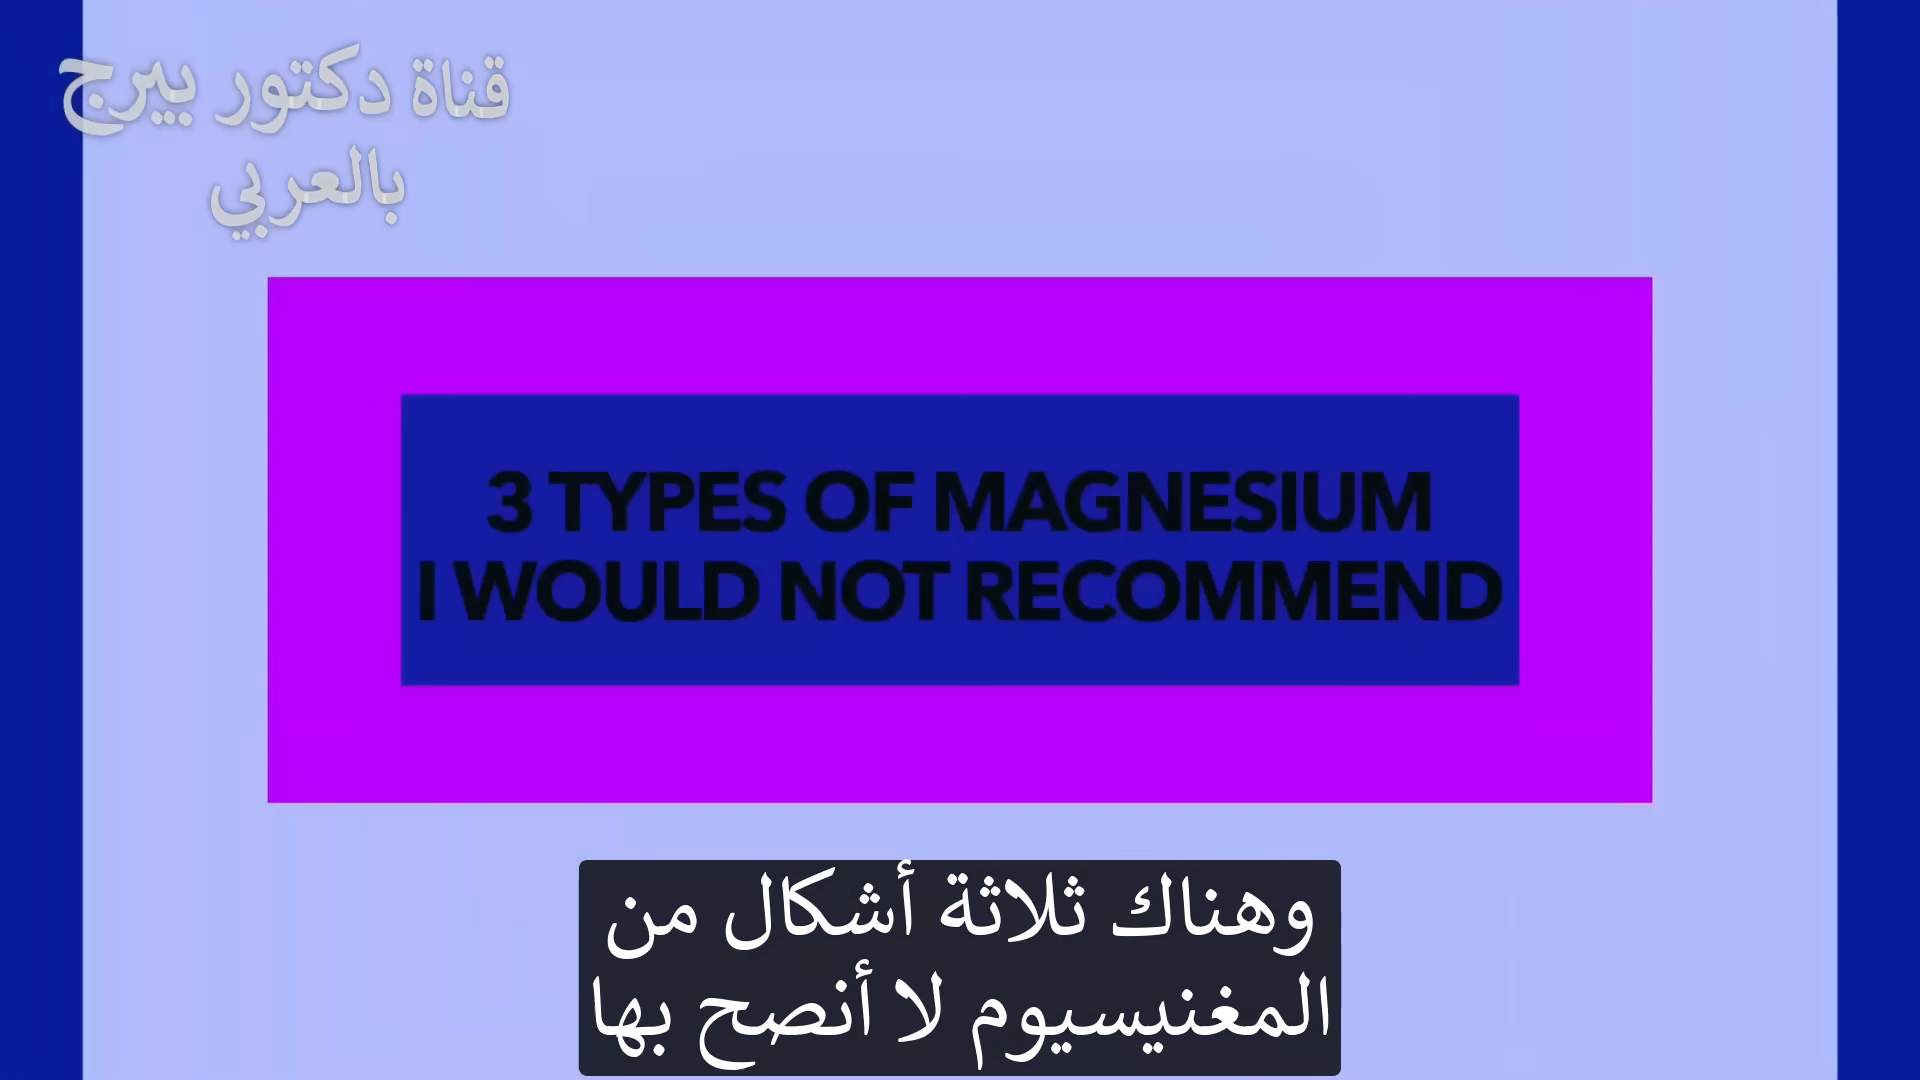 قناة دكتور بيرج
بالعربي
3 TYPES OF MAGNESIUM
I WOULD NOT RECOMMEND
وهناك ثلاثة أشكال من
المغنيسيوم لا أنصح بها